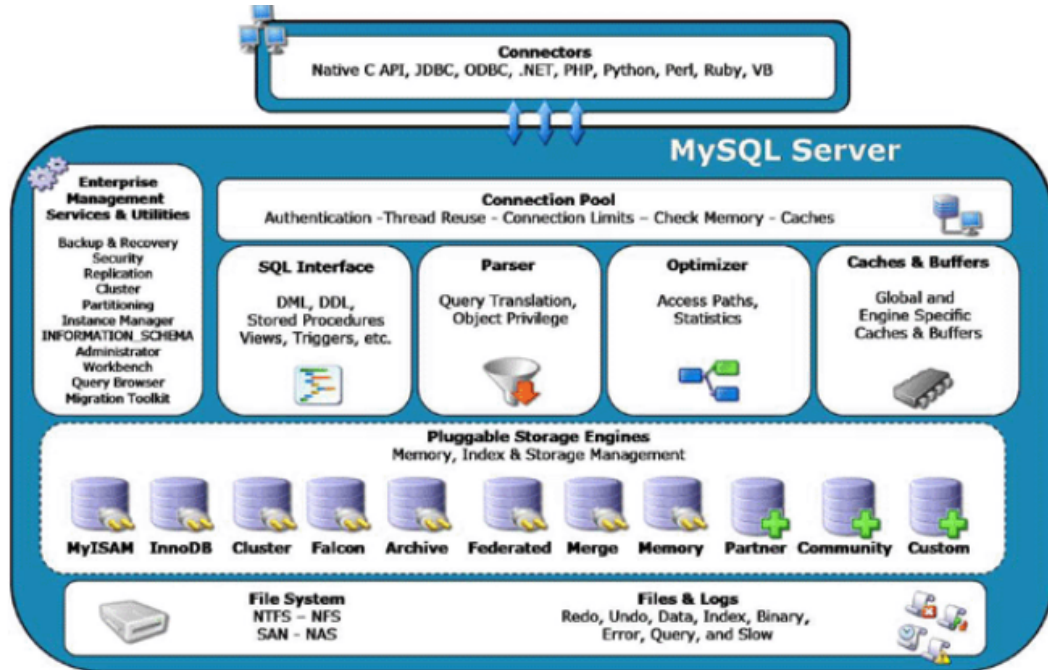 Connectors
Native C API, JDBC, ODBC, .NET, PHP, Python, Perl, Ruby, VB
MySQL Server
Enterprise
Management
Services & Utilities
Backup & Recovery
Security
Replication
Cluster
Partitioning
Instance Manager
INFORMATION_SCHEMA
Administrator
Workbench
Query Browser
Migration Toolkit
Connection Pool
Authentication -Thread Reuse - Connection Limits – Check Memory - Caches
SQL Interface
DML, DDL,
Stored Procedures
Views, Triggers, etc.
Parser
Query Translation,
Object Privilege
Optimizer
Access Paths,
Statistics
Caches & Buffers
Global and
Engine Specific
Caches & Buffers
Pluggable Storage Engines
Memory, Index & Storage Management
MyISAM InnoDB Cluster Falcon Archive Federated Merge Memory Partner Community Custom
File System
NTFS – NFS
SAN - NAS
Files & Logs
Redo, Undo, Data, Index, Binary,
Error, Query, and Slow